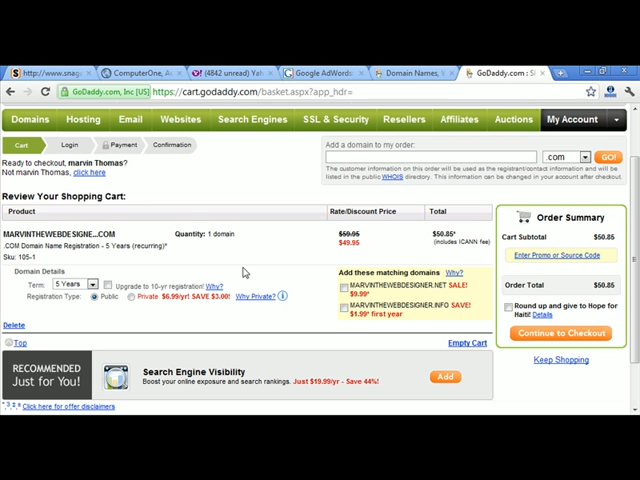 http://www.snag
ComputerOne, A
(4842 unread) Yah
Google AdWords
Domain Names, In
GoDaddy.com : S
GoDaddy.com, Inc [US]
https://cart.godaddy.com/basket.aspx?app_hdr=
Domains Hosting Email Websites Search Engines SSL & Security Resellers Affiliates Auctions My Account
Cart Login Payment Confirmation
Ready to checkout, marvin Thomas?
Not marvin Thomas, click here
Add a domain to my order:
.com GO!
The customer information on this order will be used as the registrant/contact information and will be
listed in the public WHOIS directory. This information can be changed in your account after checkout.
Review Your Shopping Cart:
Product Rate/Discount Price Total
MARVINTHEWEBDESIGNE...COM Quantity: 1 domain $59.95 $50.85*
$49.95 (includes ICANN fee)
.COM Domain Name Registration - 5 Years (recurring)*
Sku: 105-1
Domain Details
Term: 5 Years Upgrade to 10-yr registration! Why?
Registration Type: Public Private $6.99/yr! SAVE $3.00! Why Private?
Add these matching domains Why?
MARVINTHEWEBDESIGNER.NET SALE!
$9.99*
MARVINTHEWEBDESIGNER.INFO SAVE!
$1.99* first year
Delete
Top Empty Cart
Order Summary
Cart Subtotal $50.85
Enter Promo or Source Code
Order Total $50.85
Round up and give to Hope for
Haiti! Details
Continue to Checkout
Keep Shopping
RECOMMENDED
Just for You!
Search Engine Visibility
Boost your online exposure and search rankings. Just $19.99/yr - Save 44%!
Add
Click here for offer disclaimers